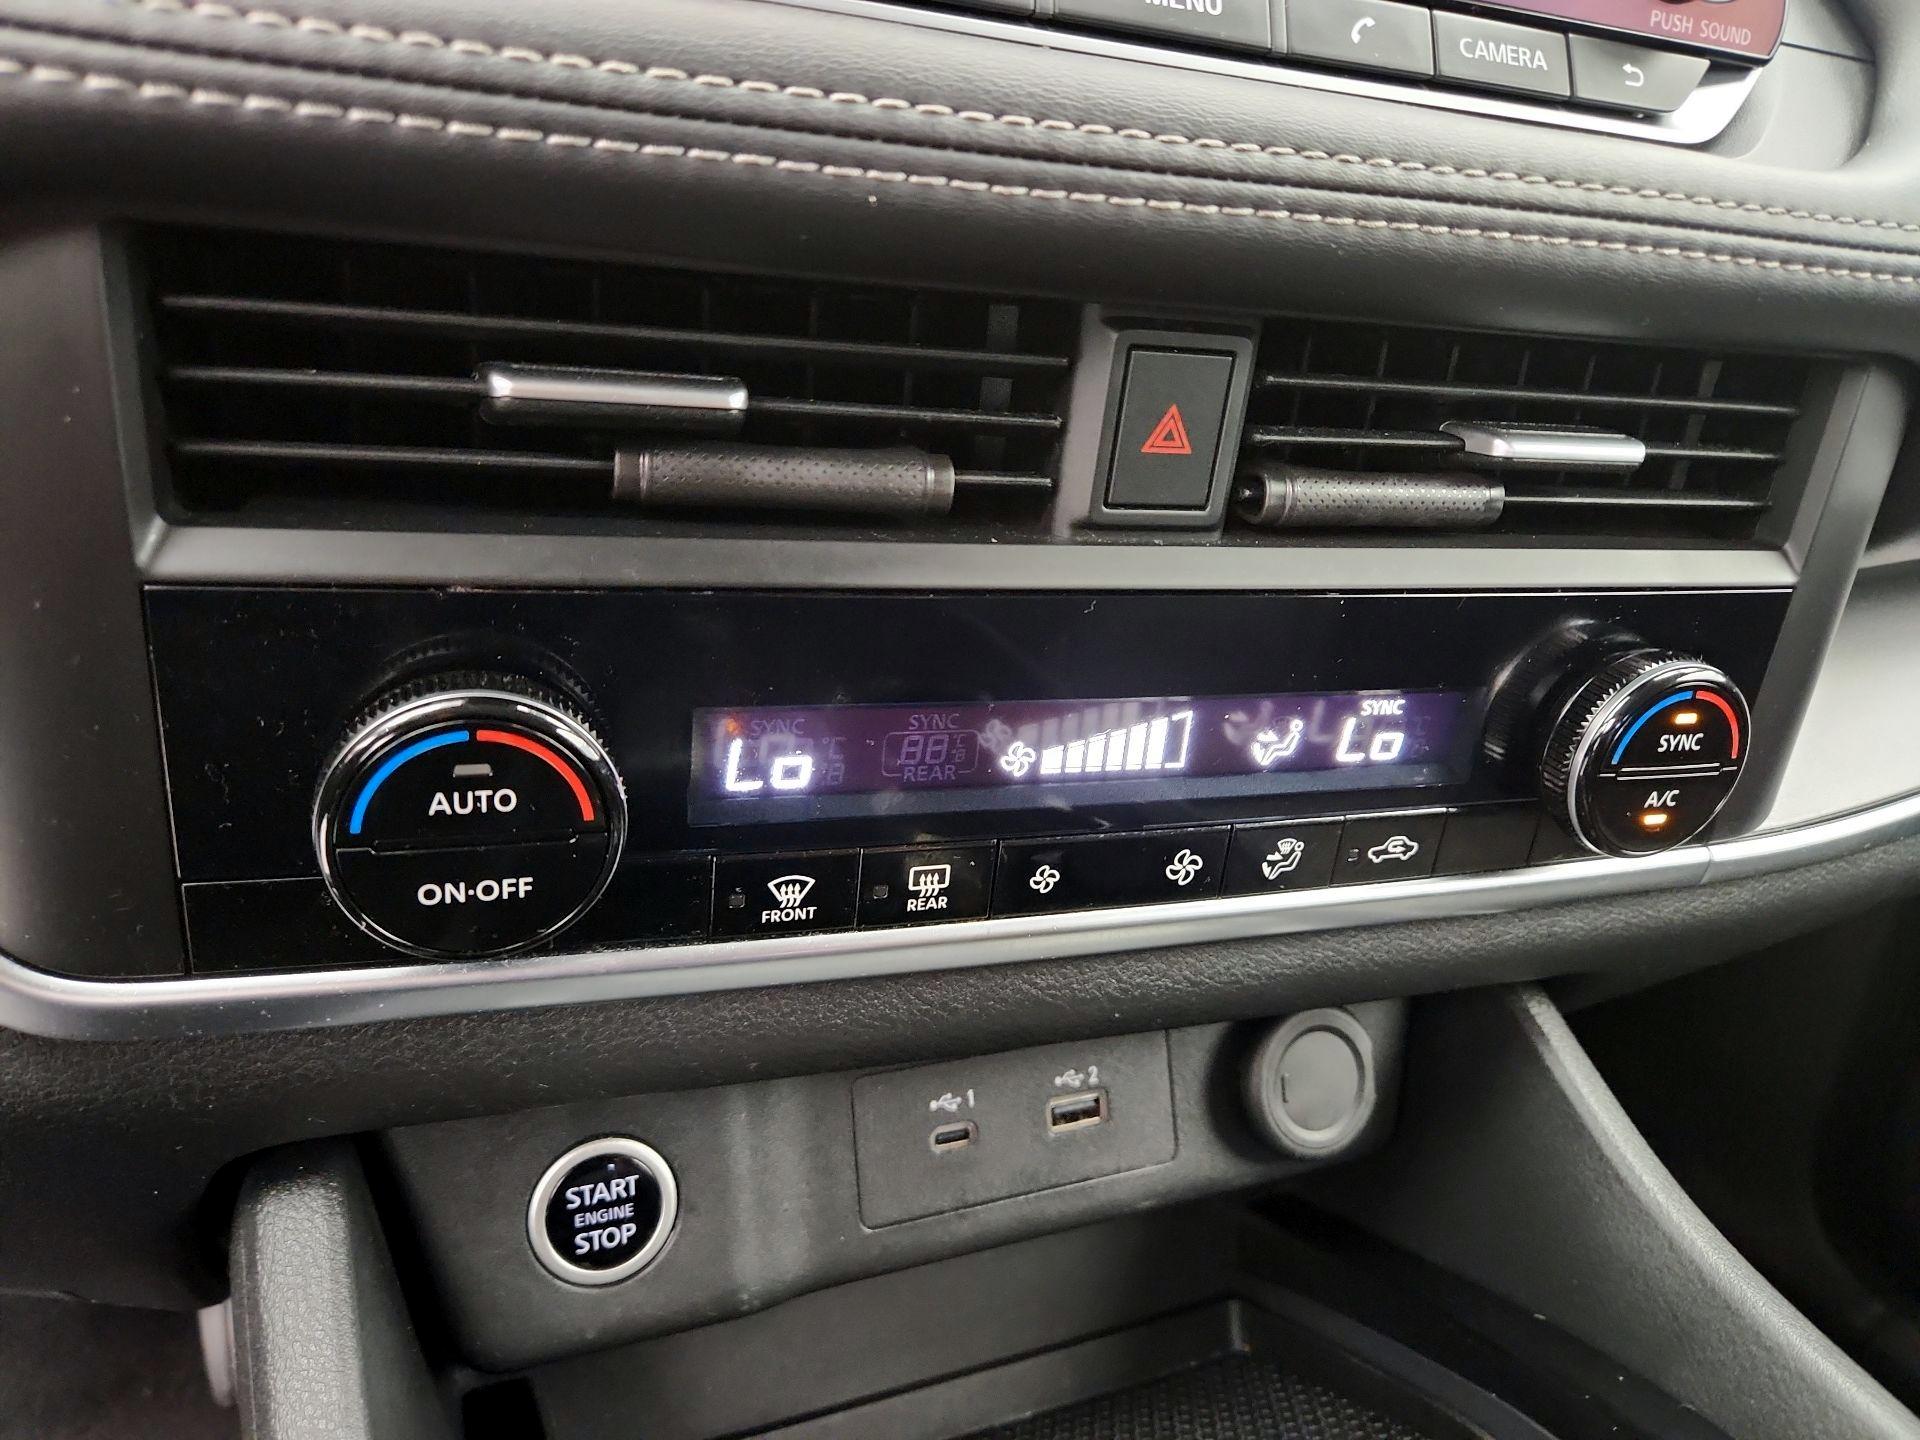 MENU
PUSH SOUND
CAMERA
SYNC
SYNC
SYNC
Lo
88
REAR
Lo
SYNC
A/C
AUTO
ON·OFF
FRONT
REAR
1
2
START
ENGINE
STOP